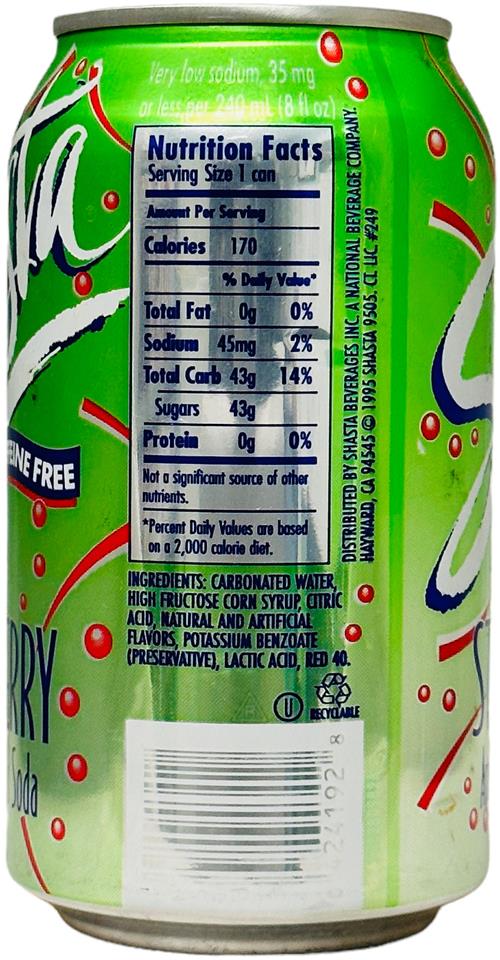 Very low sodium, 35 mg
or less per 240 mL (8 fl oz)
Nutrition Facts
Serving Size 1 can
Amount Per Serving
Calories 170
% Daily Value*
Total Fat 0g 0%
Sodium 45mg 2%
Total Carb 43g 14%
Sugars 43g
Protein 0g 0%
Not a significant source of other
nutrients.
*Percent Daily Values are based
on a 2,000 calorie diet.
INGREDIENTS: CARBONATED WATER,
HIGH FRUCTOSE CORN SYRUP, CITRIC
ACID, NATURAL AND ARTIFICIAL
FLAVORS, POTASSIUM BENZOATE
(PRESERVATIVE), LACTIC ACID, RED 40.
U
RECYCLABLE
DISTRIBUTED BY SHASTA BEVERAGES INC. A NATIONAL BEVERAGE COMPANY.
HAYWARD, CA 94545 © 1995 SHASTA 9505. CT. LIC. #249
sta
EINE FREE
RRY
Soda